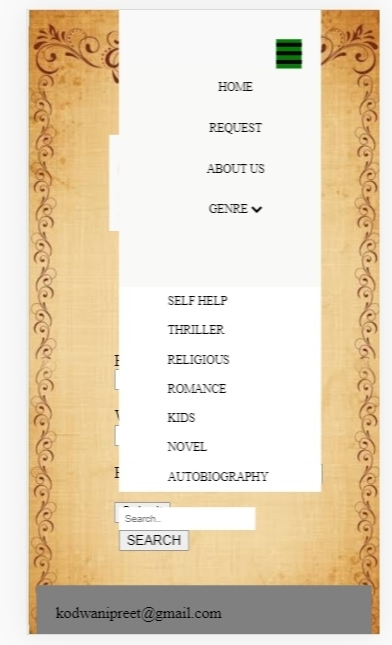 HOME
REQUEST
ABOUT US
GENRE
SELF HELP
THRILLER
RELIGIOUS
ROMANCE
KIDS
NOVEL
AUTOBIOGRAPHY
Search..
SEARCH
kodwanipreet@gmail.com